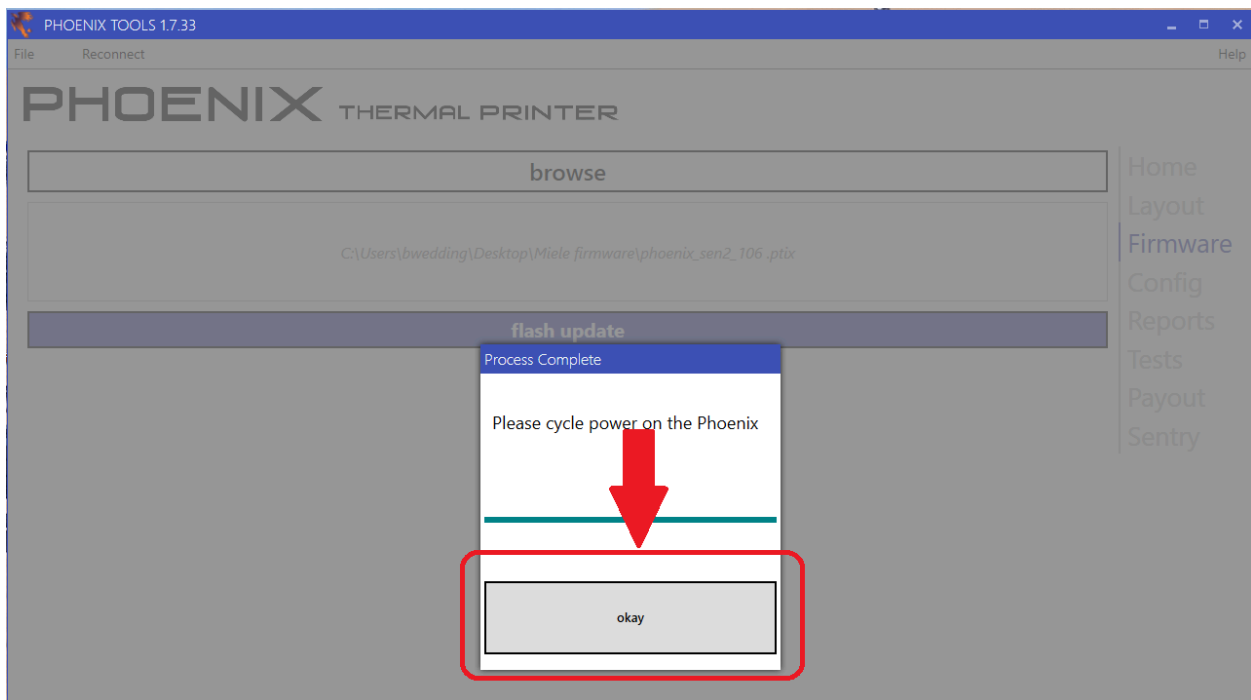 PHOENIX TOOLS 1.7.33
File Reconnect Help
PHOENIX THERMAL PRINTER
browse
C:\Users\bwedding\Desktop\Miele firmware\phoenix_sen2_106 .ptix
flash update
Home
Layout
Firmware
Config
Reports
Tests
Payout
Sentry
Process Complete
Please cycle power on the Phoenix
okay